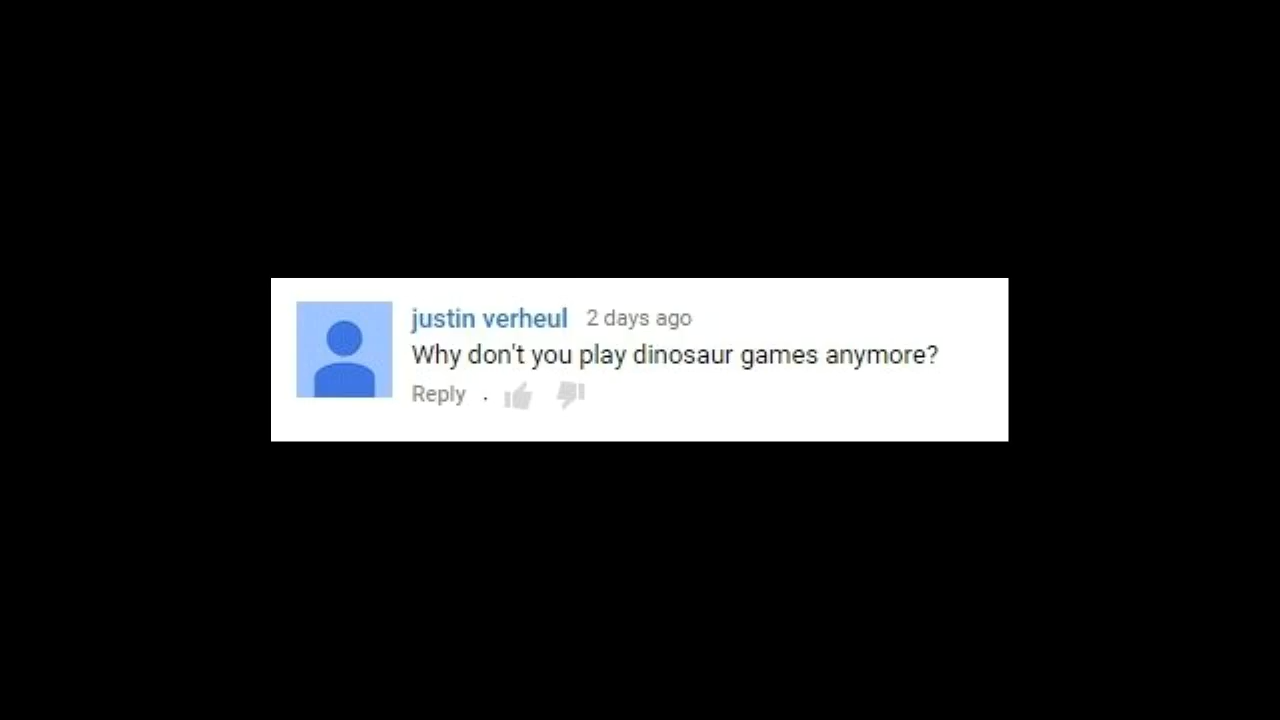 justin verheul 2 days ago
Why don't you play dinosaur games anymore?
Reply .